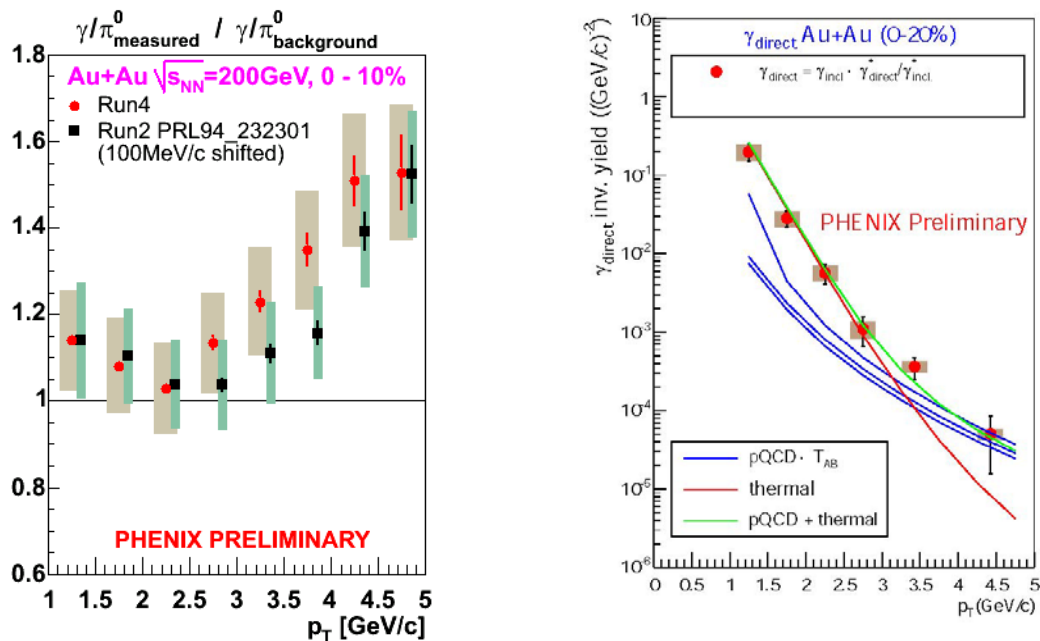 γ/π⁰measured / γ/π⁰background
Au+Au √sNN=200GeV, 0 - 10%
Run4
Run2 PRL94_232301
(100MeV/c shifted)
1.8
1.6
1.4
1.2
1
0.8
0.6
PHENIX PRELIMINARY
1 1.5 2 2.5 3 3.5 4 4.5 5
pT [GeV/c]
γdirect Au+Au (0-20%)
γdirect = γincl. · γ*direct/γ*incl.
γdirect inv. yield ((GeV/c)⁻²)
10²
10
1
10⁻¹
10⁻²
10⁻³
10⁻⁴
10⁻⁵
10⁻⁶
PHENIX Preliminary
pQCD · TAB
thermal
pQCD + thermal
0 0.5 1 1.5 2 2.5 3 3.5 4 4.5 5
pT(GeV/c)